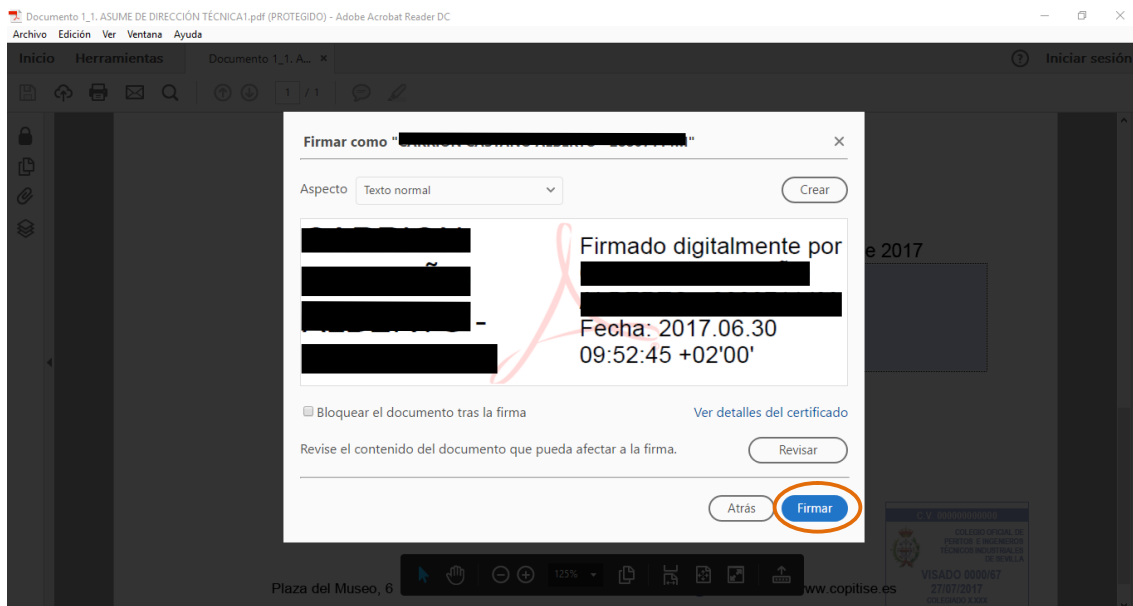 Documento 1_1. ASUME DE DIRECCIÓN TÉCNICA1.pdf (PROTEGIDO) - Adobe Acrobat Reader DC
Archivo Edición Ver Ventana Ayuda
Inicio Herramientas Documento 1_1. A... × ? Iniciar sesión
1 / 1
Firmar como " "
Aspecto Texto normal Crear
Firmado digitalmente por
-
Fecha: 2017.06.30
09:52:45 +02'00'
e 2017
Bloquear el documento tras la firma Ver detalles del certificado
Revise el contenido del documento que pueda afectar a la firma. Revisar
Atrás Firmar
COLEGIO OFICIAL DE
PERITOS E INGENIEROS
TÉCNICOS INDUSTRIALES
DE SEVILLA
VISADO 0000/67
27/07/2017
125%
Plaza del Museo, 6 ww.copitise.es